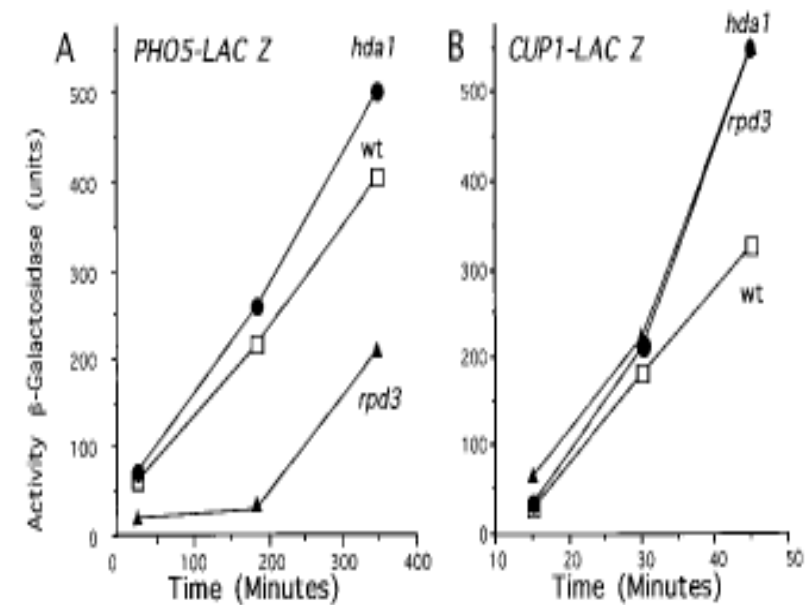 A PHO5-LAC Z
hda1
wt
rpd3
500
400
300
200
100
0
0 100 200 300 400
Time (Minutes)
Activity β-Galactosidase (units)
B CUP1-LAC Z
hda1
rpd3
wt
500
400
300
200
100
0
10 20 30 40 50
Time (Minutes)